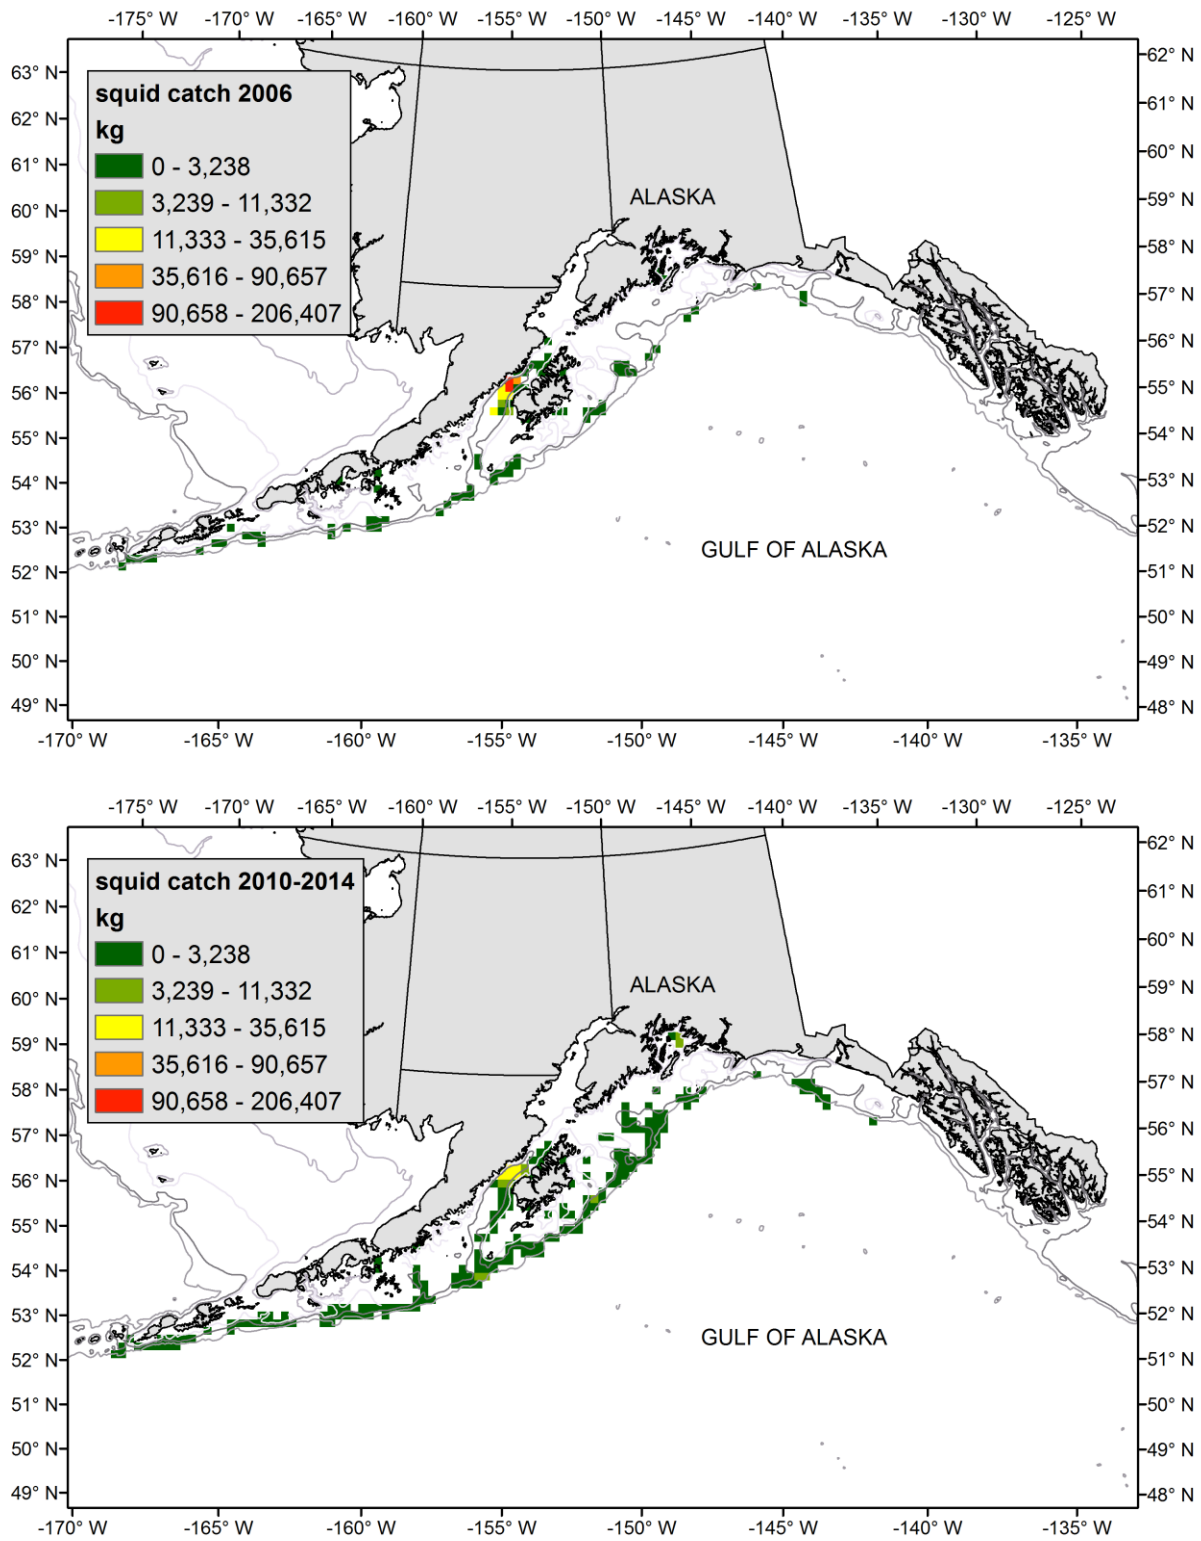 -175° W -170° W -165° W -160° W -155° W -150° W -145° W -140° W -135° W -130° W -125° W
squid catch 2006
kg
0 - 3,238
3,239 - 11,332
11,333 - 35,615
35,616 - 90,657
90,658 - 206,407
63° N
62° N
61° N
60° N
59° N
58° N
57° N
56° N
55° N
54° N
53° N
52° N
51° N
50° N
49° N
ALASKA
GULF OF ALASKA
62° N
61° N
60° N
59° N
58° N
57° N
56° N
55° N
54° N
53° N
52° N
51° N
50° N
49° N
48° N
-170° W -165° W -160° W -155° W -150° W -145° W -140° W -135° W
-175° W -170° W -165° W -160° W -155° W -150° W -145° W -140° W -135° W -130° W -125° W
squid catch 2010-2014
kg
0 - 3,238
3,239 - 11,332
11,333 - 35,615
35,616 - 90,657
90,658 - 206,407
63° N
62° N
61° N
60° N
59° N
58° N
57° N
56° N
55° N
54° N
53° N
52° N
51° N
50° N
49° N
ALASKA
GULF OF ALASKA
62° N
61° N
60° N
59° N
58° N
57° N
56° N
55° N
54° N
53° N
52° N
51° N
50° N
49° N
48° N
-170° W -165° W -160° W -155° W -150° W -145° W -140° W -135° W